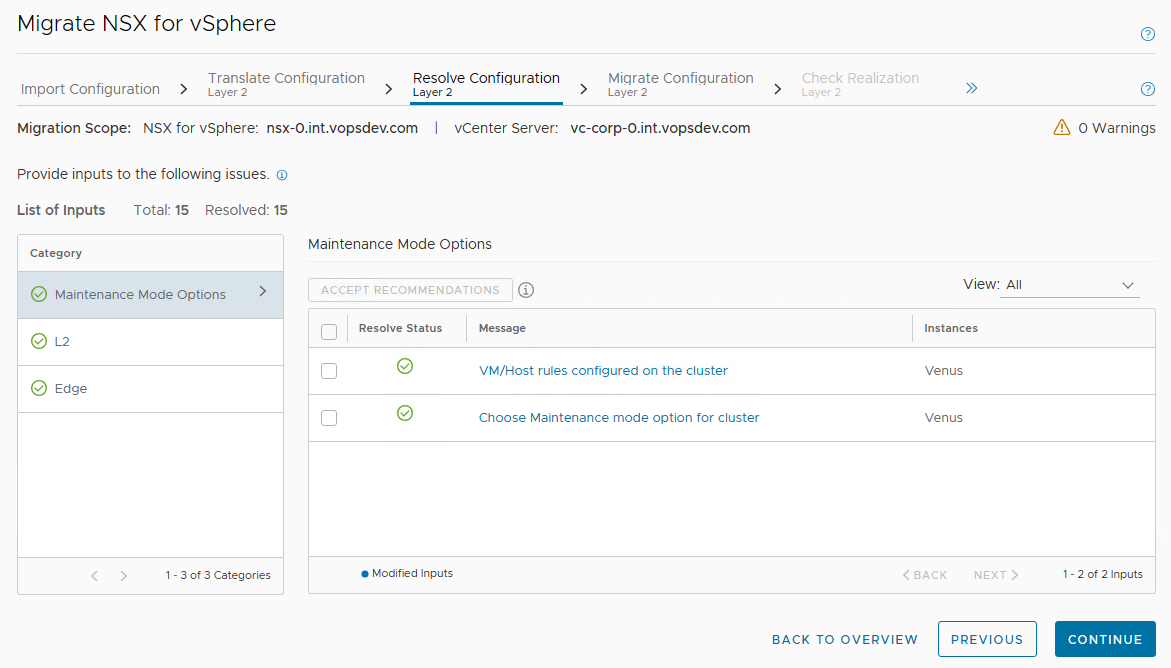 Migrate NSX for vSphere
Import Configuration
Translate Configuration
Layer 2
Resolve Configuration
Layer 2
Migrate Configuration
Layer 2
Check Realization
Layer 2
Migration Scope: NSX for vSphere: nsx-0.int.vopsdev.com | vCenter Server: vc-corp-0.int.vopsdev.com
0 Warnings
Provide inputs to the following issues.
List of Inputs Total: 15 Resolved: 15
Category
Maintenance Mode Options
L2
Edge
1 - 3 of 3 Categories
Maintenance Mode Options
ACCEPT RECOMMENDATIONS
View: All
Resolve Status Message Instances
VM/Host rules configured on the cluster Venus
Choose Maintenance mode option for cluster Venus
Modified Inputs
BACK NEXT 1 - 2 of 2 Inputs
BACK TO OVERVIEW PREVIOUS CONTINUE